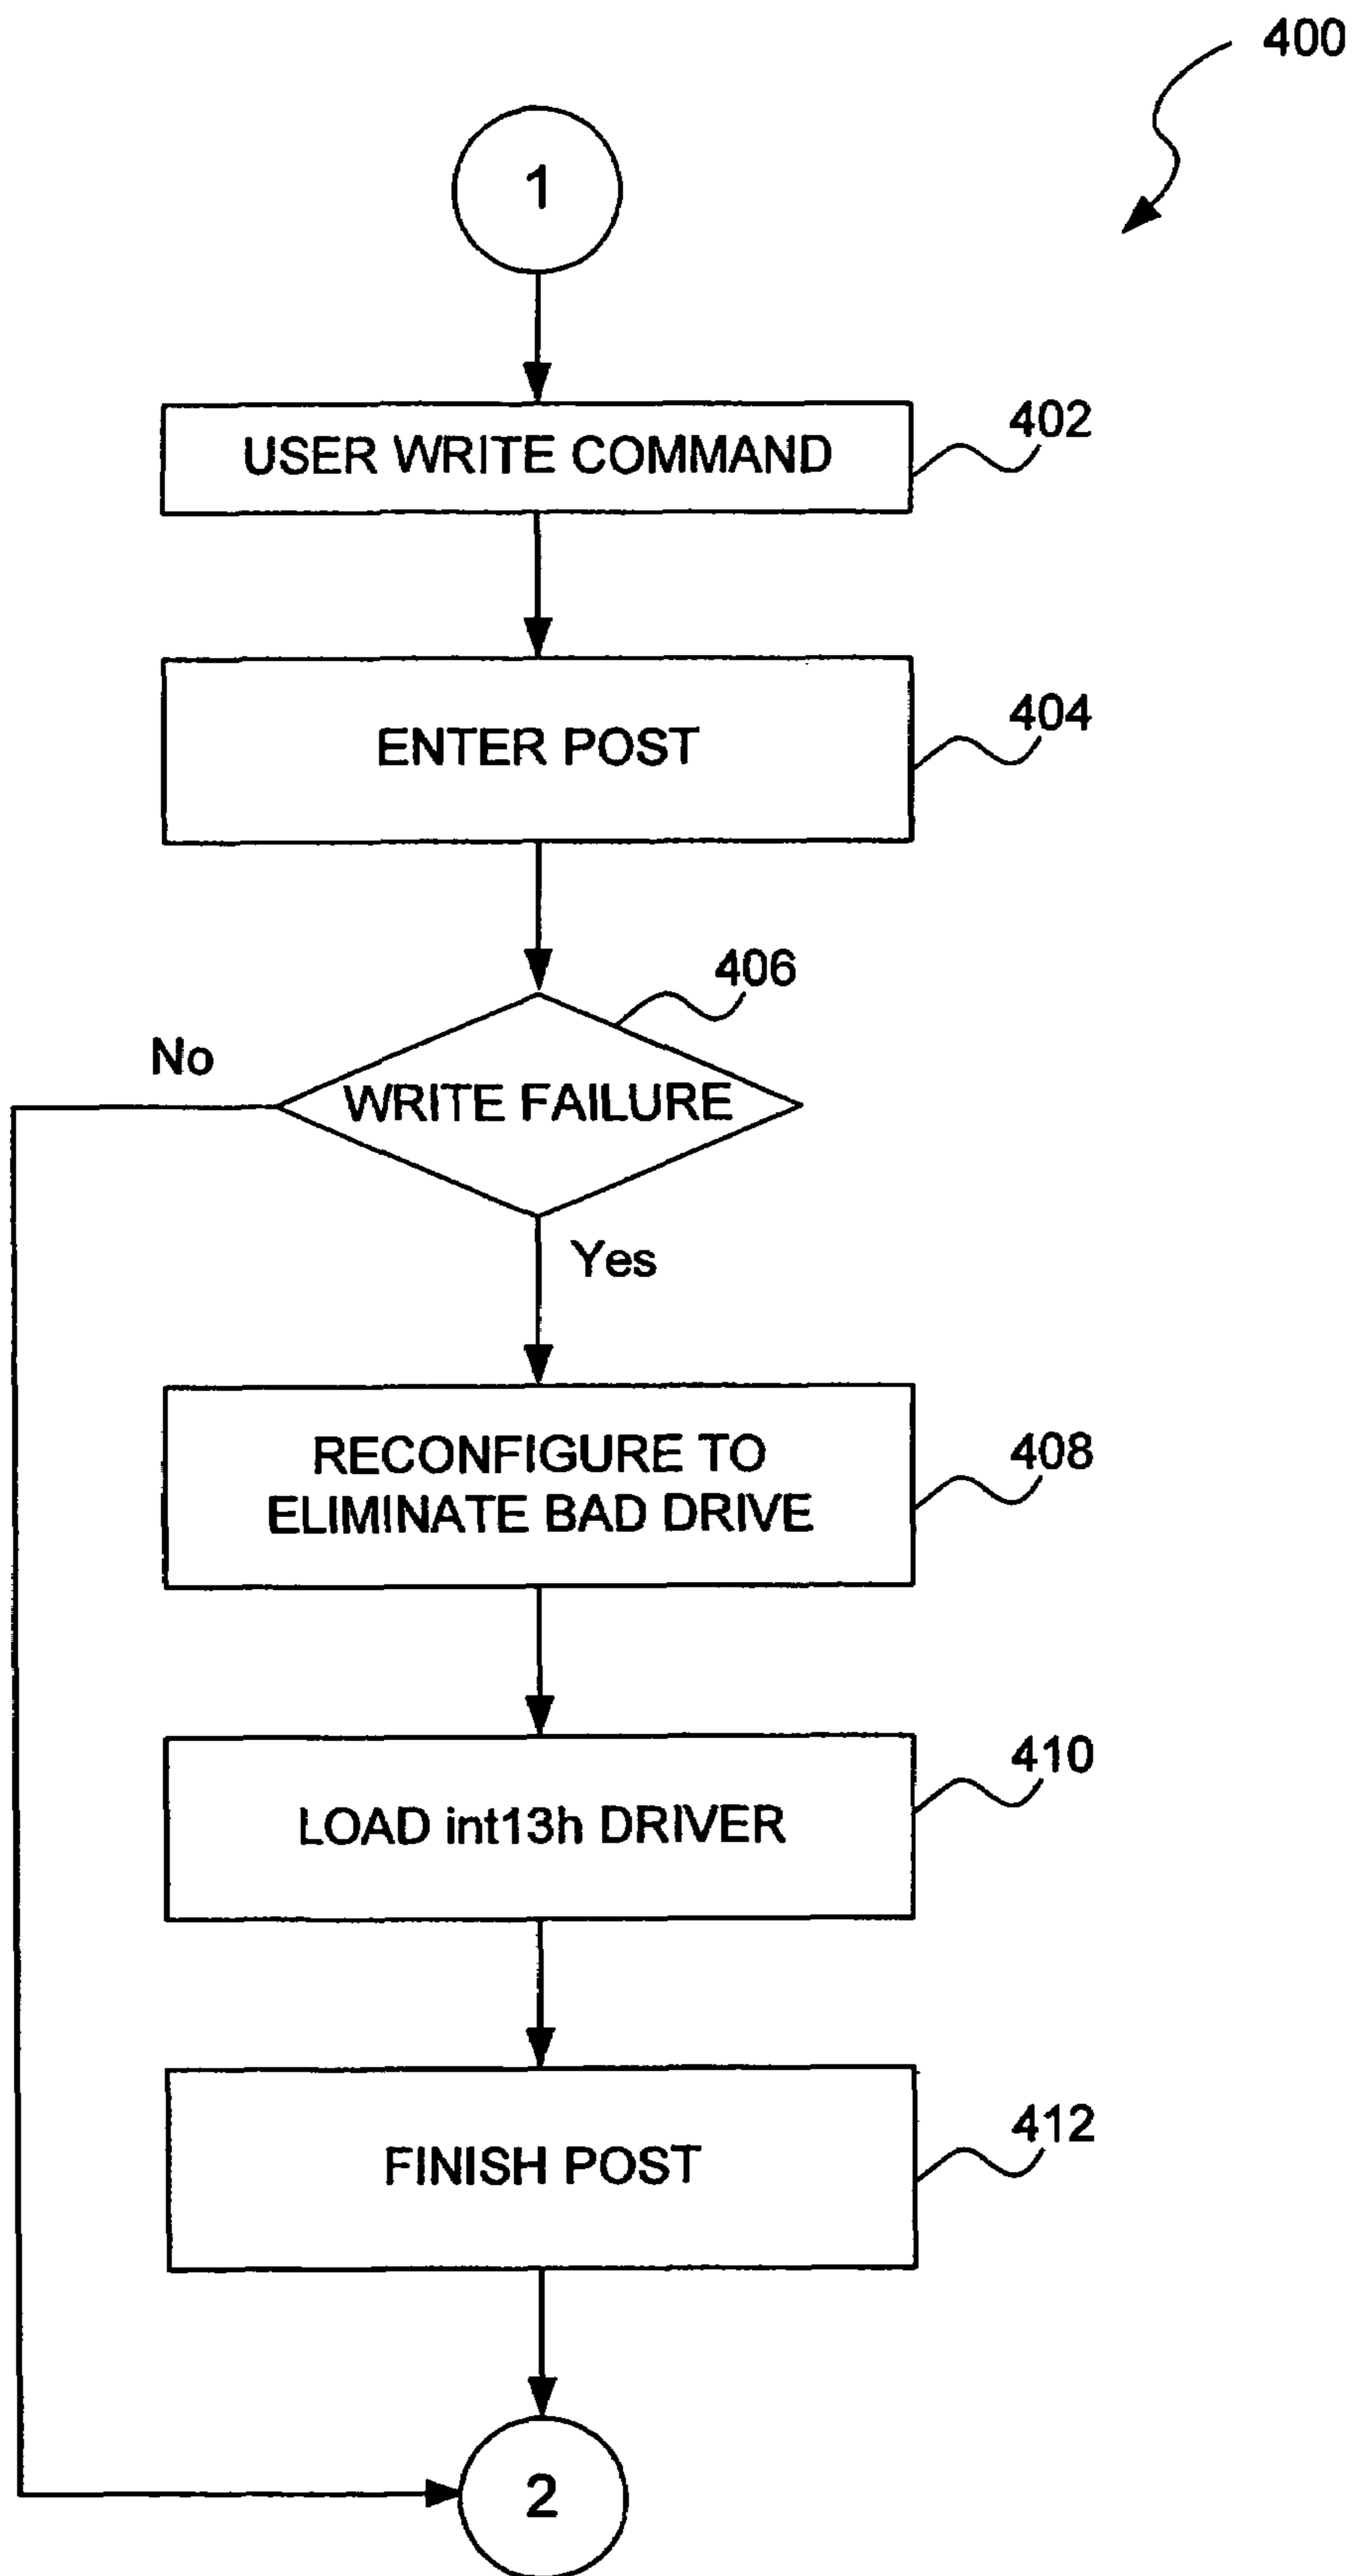 400
1
USER WRITE COMMAND
402
ENTER POST
404
406
No
WRITE FAILURE
Yes
RECONFIGURE TO
ELIMINATE BAD DRIVE
408
410
LOAD int13h DRIVER
412
FINISH POST
2